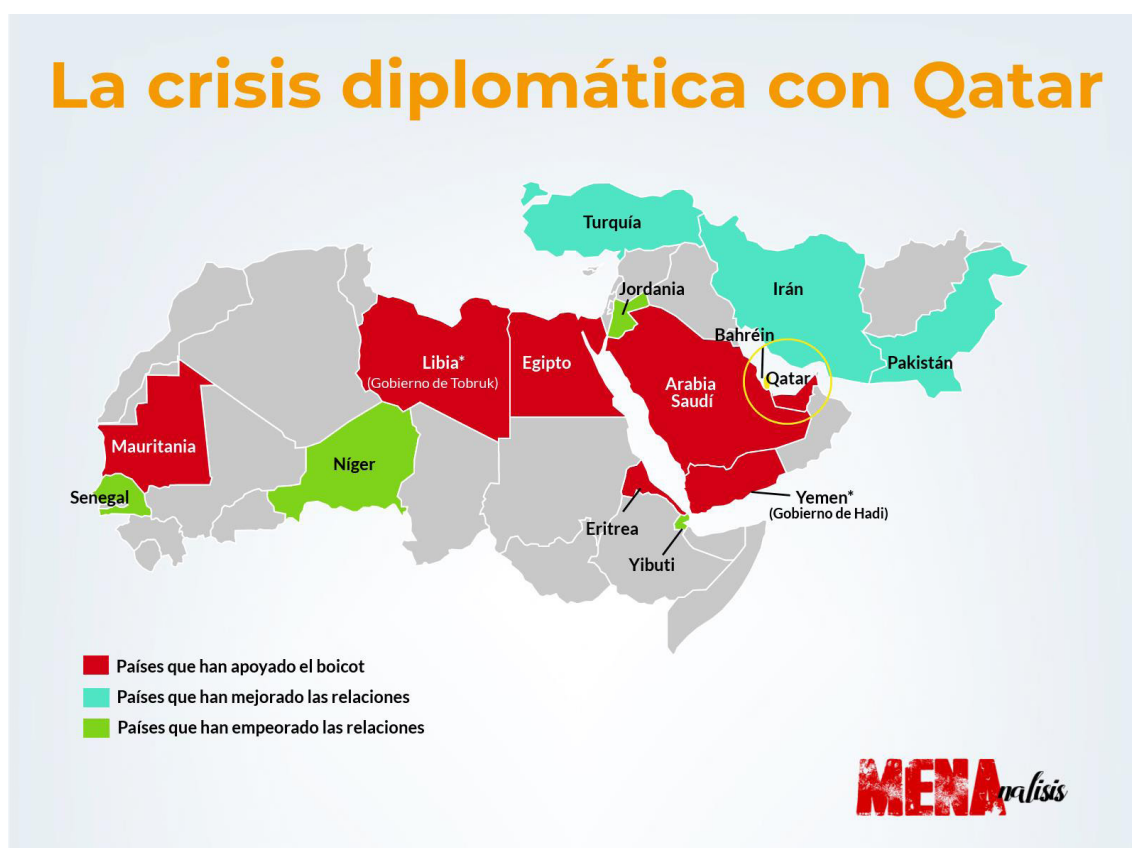 La crisis diplomática con Qatar
Turquía
Jordania
Irán
Bahréin
Libia*
(Gobierno de Tobruk)
Egipto
Qatar
Pakistán
Arabia
Saudí
Mauritania
Níger
Senegal
Yemen*
(Gobierno de Hadi)
Eritrea
Yibuti
Países que han apoyado el boicot
Países que han mejorado las relaciones
Países que han empeorado las relaciones
MENAnalisis